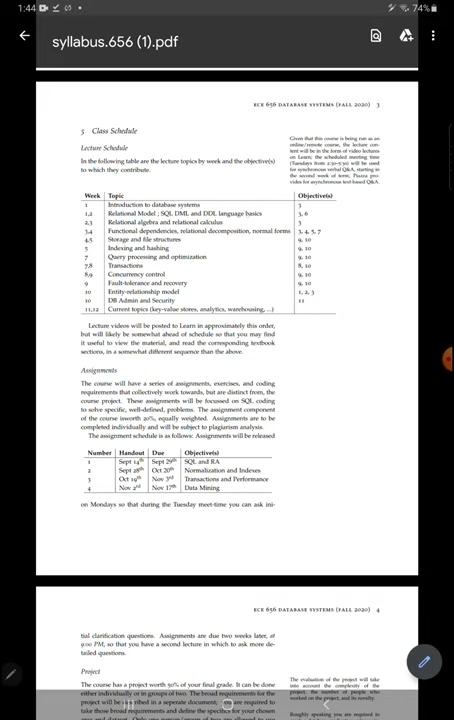 1:44 74%
syllabus.656 (1).pdf
ECE 656 DATABASE SYSTEMS (FALL 2020) 3
5 Class Schedule
Lecture Schedule
In the following table are the lecture topics by week and the objective(s)
to which they contribute.
Given that this course is being run as an
online/remote course, the lecture con-
tent will be in the form of video lectures
on Learn; the scheduled meeting time
(Tuesdays from 2:30-5:30) will be used
for synchronous verbal Q&A, starting in
the second week of term; Piazza pro-
vides for asynchronous text-based Q&A.
Week Topic Objective(s)
1 Introduction to database systems 3
1,2 Relational Model ; SQL DML and DDL language basics 3, 6
2,3 Relational algebra and relational calculus 3
3,4 Functional dependencies, relational decomposition, normal forms 3, 4, 5, 7
4,5 Storage and file structures 9, 10
5 Indexing and hashing 9, 10
7 Query processing and optimization 9, 10
7,8 Transactions 8, 10
8,9 Concurrency control 9, 10
9 Fault-tolerance and recovery 9, 10
10 Entity-relationship model 1, 2, 3
10 DB Admin and Security 11
11,12 Current topics (key-value stores, analytics, warehousing, ...)
Lecture videos will be posted to Learn in approximately this order,
but will likely be somewhat ahead of schedule so that you may find
it useful to view the material, and read the corresponding textbook
sections, in a somewhat different sequence than the above.
Assignments
The course will have a series of assignments, exercises, and coding
requirements that collectively work towards, but are distinct from, the
course project. These assignments will be focussed on SQL coding
to solve specific, well-defined, problems. The assignment component
of the course isworth 20%, equally weighted. Assignments are to be
completed individually and will be subject to plagiarism analysis.
The assignment schedule is as follows: Assignments will be released
Number Handout Due Objective(s)
1 Sept 14th Sept 29th SQL and RA
2 Sept 28th Oct 20th Normalization and Indexes
3 Oct 19th Nov 3rd Transactions and Performance
4 Nov 2rd Nov 17th Data Mining
on Mondays so that during the Tuesday meet-time you can ask ini-
ECE 656 DATABASE SYSTEMS (FALL 2020) 4
tial clarification questions. Assignments are due two weeks later, at
9:00 PM, so that you have a second lecture in which to ask more de-
tailed questions.
Project
The course has a project worth 50% of your final grade. It can be done
either individually or in groups of two. The broad requirements for the
project will be described in a seperate document; you are required to
take those broad requirements and define the specifics for your chosen
The evaluation of the project will take
into account the complexity of the
project, the number of people who
worked on the project, and its novelty.
Roughly speaking you are required to